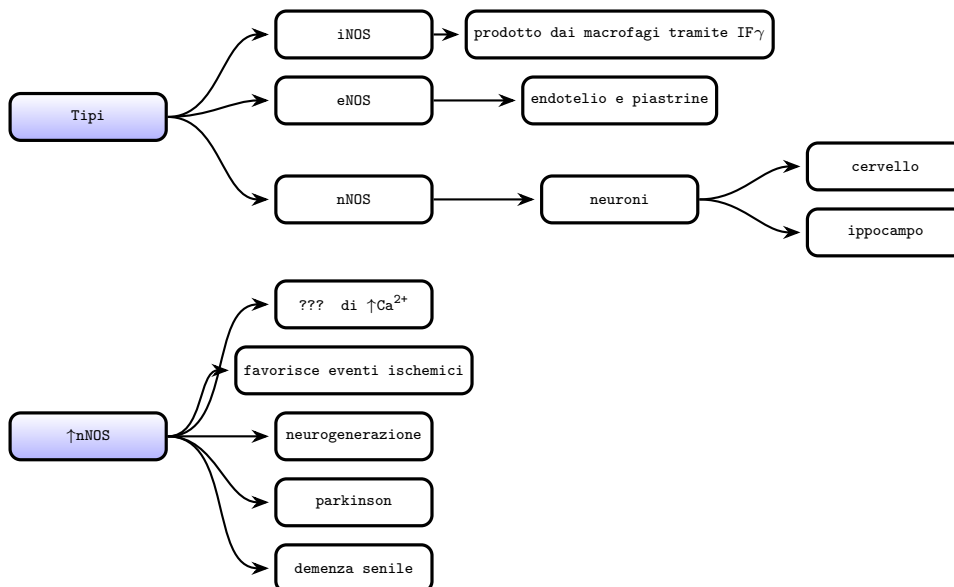 Tipi
iNOS
prodotto dai macrofagi tramite IFγ
eNOS
endotelio e piastrine
nNOS
neuroni
cervello
ippocampo
↑nNOS
??? di ↑Ca²⁺
favorisce eventi ischemici
neurogenerazione
parkinson
demenza senile